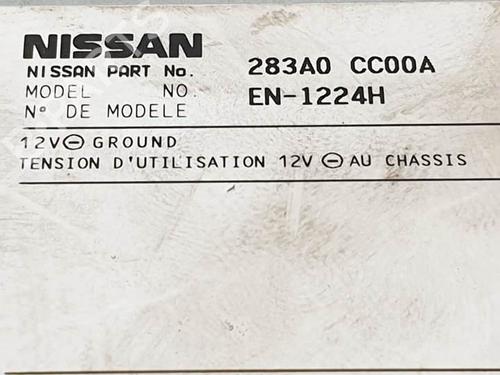 NISSAN
NISSAN PART No. 283A0 CC00A
MODEL NO. EN-1224H
N° DE MODELE
12V⊖GROUND
TENSION D'UTILISATION 12V⊖AU CHASSIS